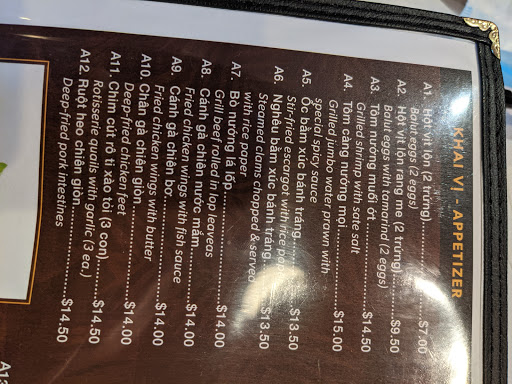 KHAI VỊ - APPETIZER
A1. Hột vịt lộn (2 trứng)..........$7.00
Balut eggs (2 eggs)
A2. Hột vịt lộn rang me (2 trứng)..$9.50
Balut eggs with tamarind (2 eggs)
A3. Tôm nướng muối ớt..........$14.50
Grilled shrimp with sate salt
A4. Tôm càng nướng mọi..........$15.00
Grilled jumbo water prawn with
special spicy sauce
A5. Ốc bằm xúc bánh tráng..........$13.50
Stir-fried escargot with rice
A6. Nghêu bằm xúc bánh tráng....$13.50
Steamed clams chopped & served
with rice paper
A7. Bò nướng lá lốp..........$14.00
Grill beef rolled in lop leayeas
A8. Cánh gà chiên nước mắm..........$14.00
Fried chicken wings with fish sauce
A9. Cánh gà chiên bơ..........$14.00
Fried chicken wings with butter
A10. Chân gà chiên giòn..........$14.00
Deep-fried chicken feet
A11. Chim cút rô ti xào tỏi (3 con)..$14.00
Rotisserie quails with garlic (3 ea)
A12. Ruột heo chiên giòn..........$14.50
Deep-fried pork intestines
$14.50
A13